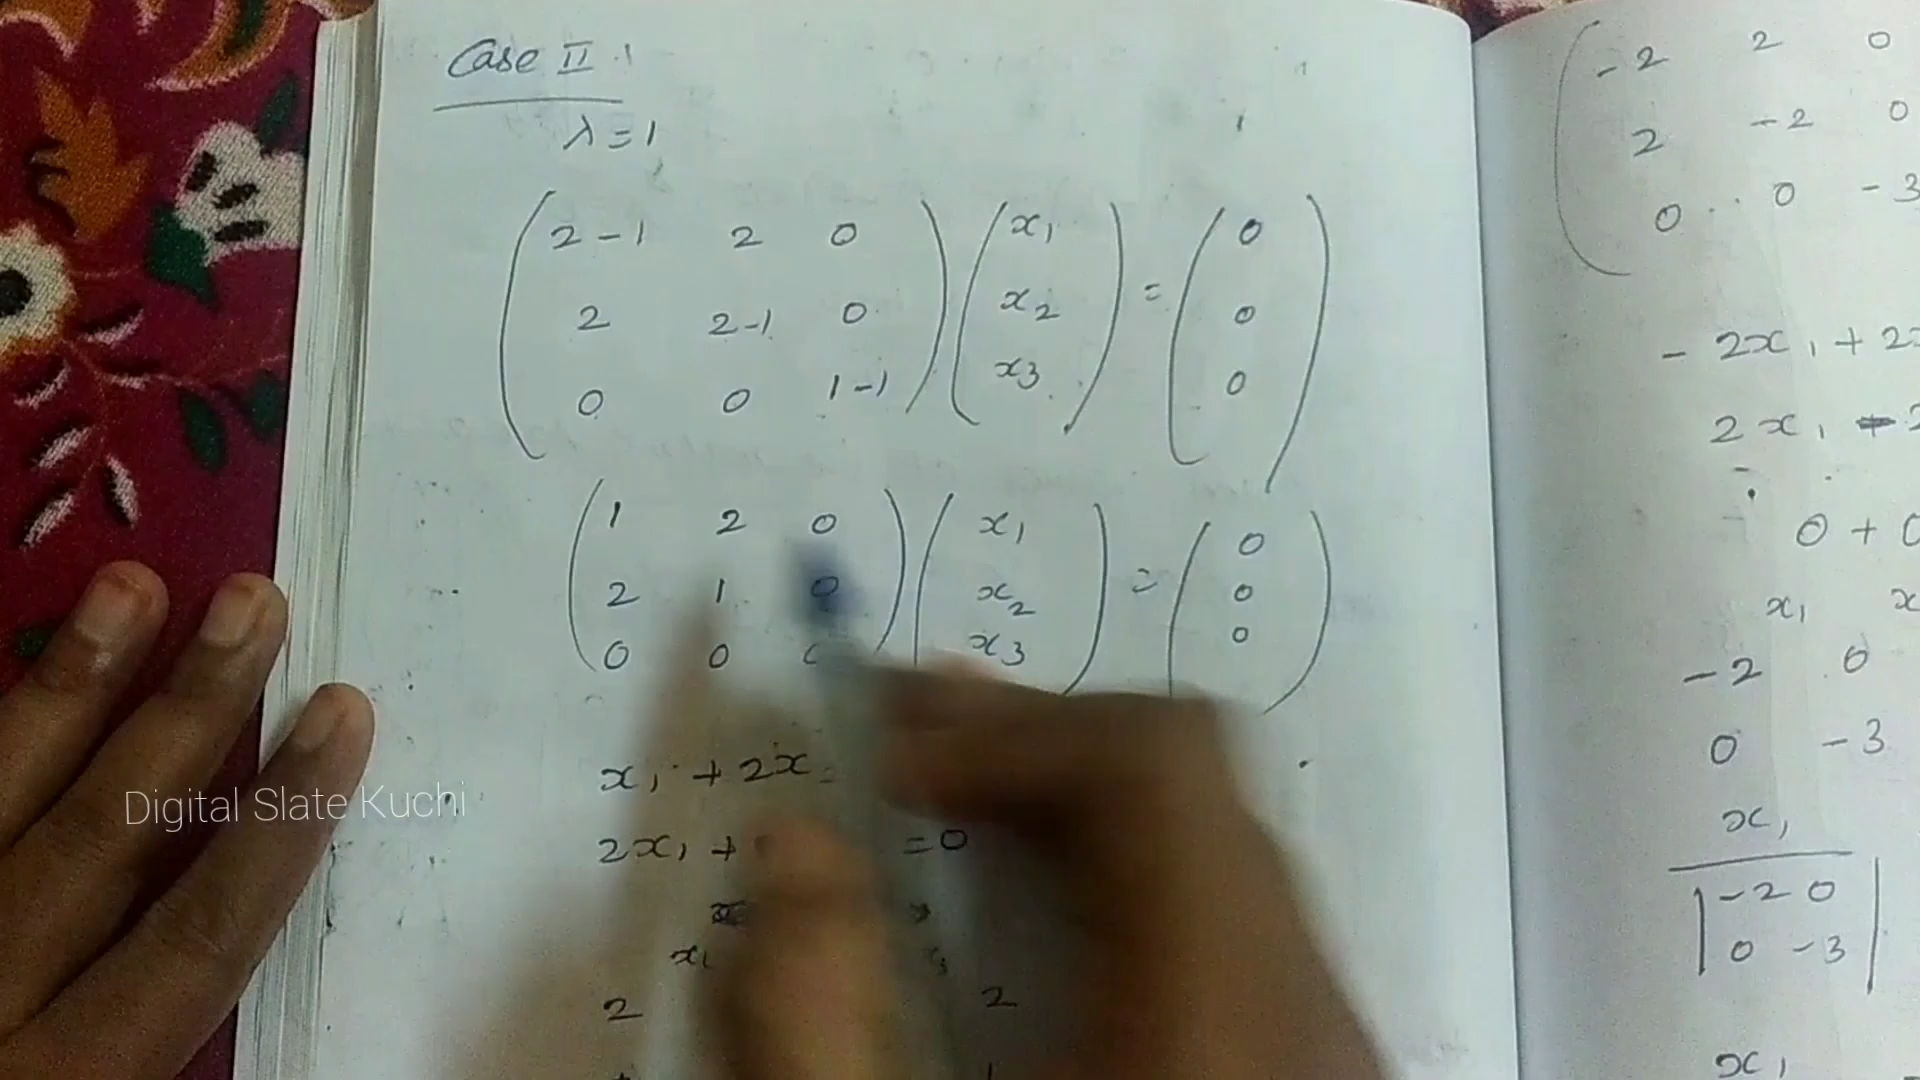 Case II
λ = 1
2-1 2 0 x1 0
2 2-1 0 x2 = 0
0 0 1-1 x3 0
1 2 0 x1 0
2 1 0 x2 = 0
0 0 x3 0
x1 + 2x
2x1 + = 0
x1 x3
2 2
1
Digital Slate Kuchi
-2 2 0
2 -2 0
0 0 -3
- 2x1 + 2
2x1
0 + 0
x1 x
-2 0
0 -3
x1
-2 0
0 -3
x1